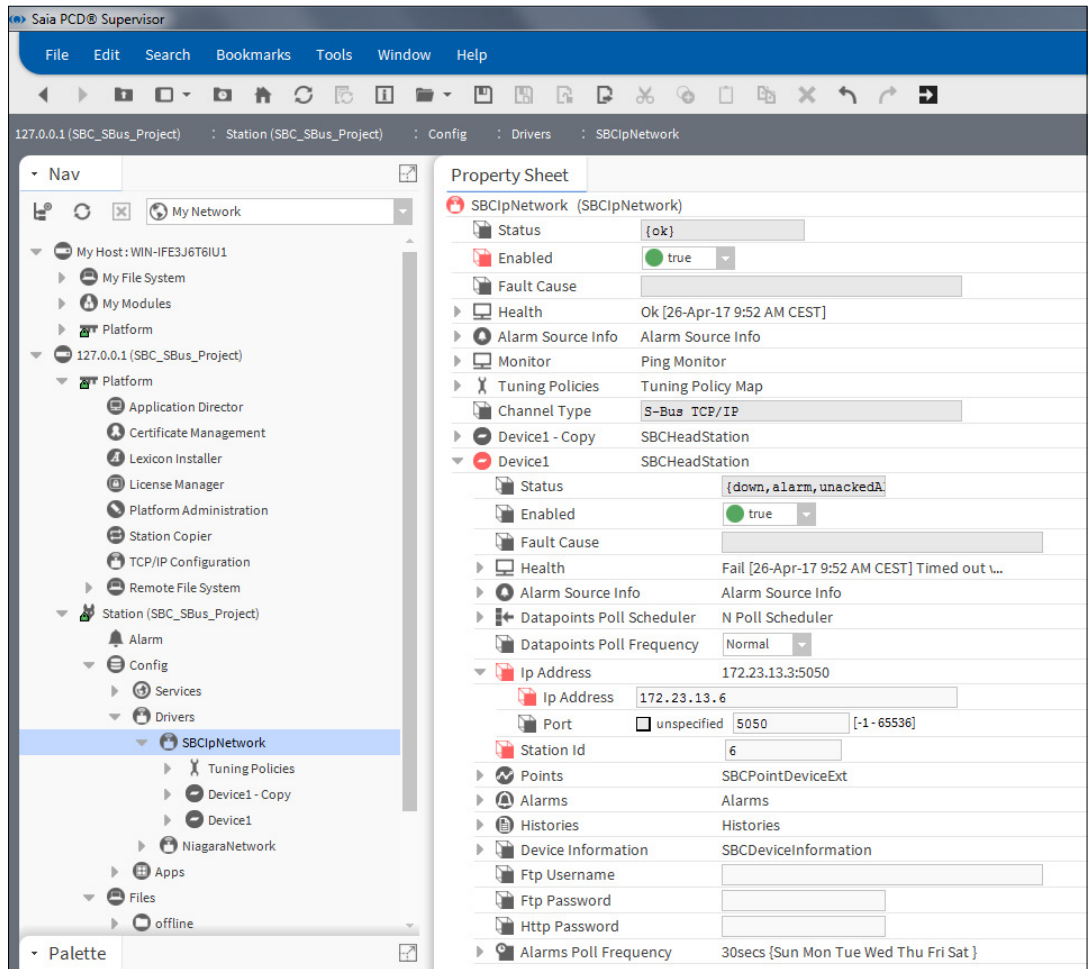 Saia PCD® Supervisor
File Edit Search Bookmarks Tools Window Help
127.0.0.1 (SBC_SBus_Project) : Station (SBC_SBus_Project) : Config : Drivers : SBCIpNetwork
Nav
My Network
My Host : WIN-IFE3J6T6IU1
My File System
My Modules
Platform
127.0.0.1 (SBC_SBus_Project)
Platform
Application Director
Certificate Management
Lexicon Installer
License Manager
Platform Administration
Station Copier
TCP/IP Configuration
Remote File System
Station (SBC_SBus_Project)
Alarm
Config
Services
Drivers
SBCIpNetwork
Tuning Policies
Device1 - Copy
Device1
NiagaraNetwork
Apps
Files
offline
Palette
Property Sheet
SBCIpNetwork (SBCIpNetwork)
Status {ok}
Enabled true
Fault Cause
Health Ok [26-Apr-17 9:52 AM CEST]
Alarm Source Info Alarm Source Info
Monitor Ping Monitor
Tuning Policies Tuning Policy Map
Channel Type S-Bus TCP/IP
Device1 - Copy SBCHeadStation
Device1 SBCHeadStation
Status {down,alarm,unackedA
Enabled true
Fault Cause
Health Fail [26-Apr-17 9:52 AM CEST] Timed out w...
Alarm Source Info Alarm Source Info
Datapoints Poll Scheduler N Poll Scheduler
Datapoints Poll Frequency Normal
Ip Address 172.23.13.3:5050
Ip Address 172.23.13.6
Port unspecified 5050 [-1 - 65536]
Station Id 6
Points SBCPointDeviceExt
Alarms Alarms
Histories Histories
Device Information SBCDeviceInformation
Ftp Username
Ftp Password
Http Password
Alarms Poll Frequency 30secs {Sun Mon Tue Wed Thu Fri Sat }